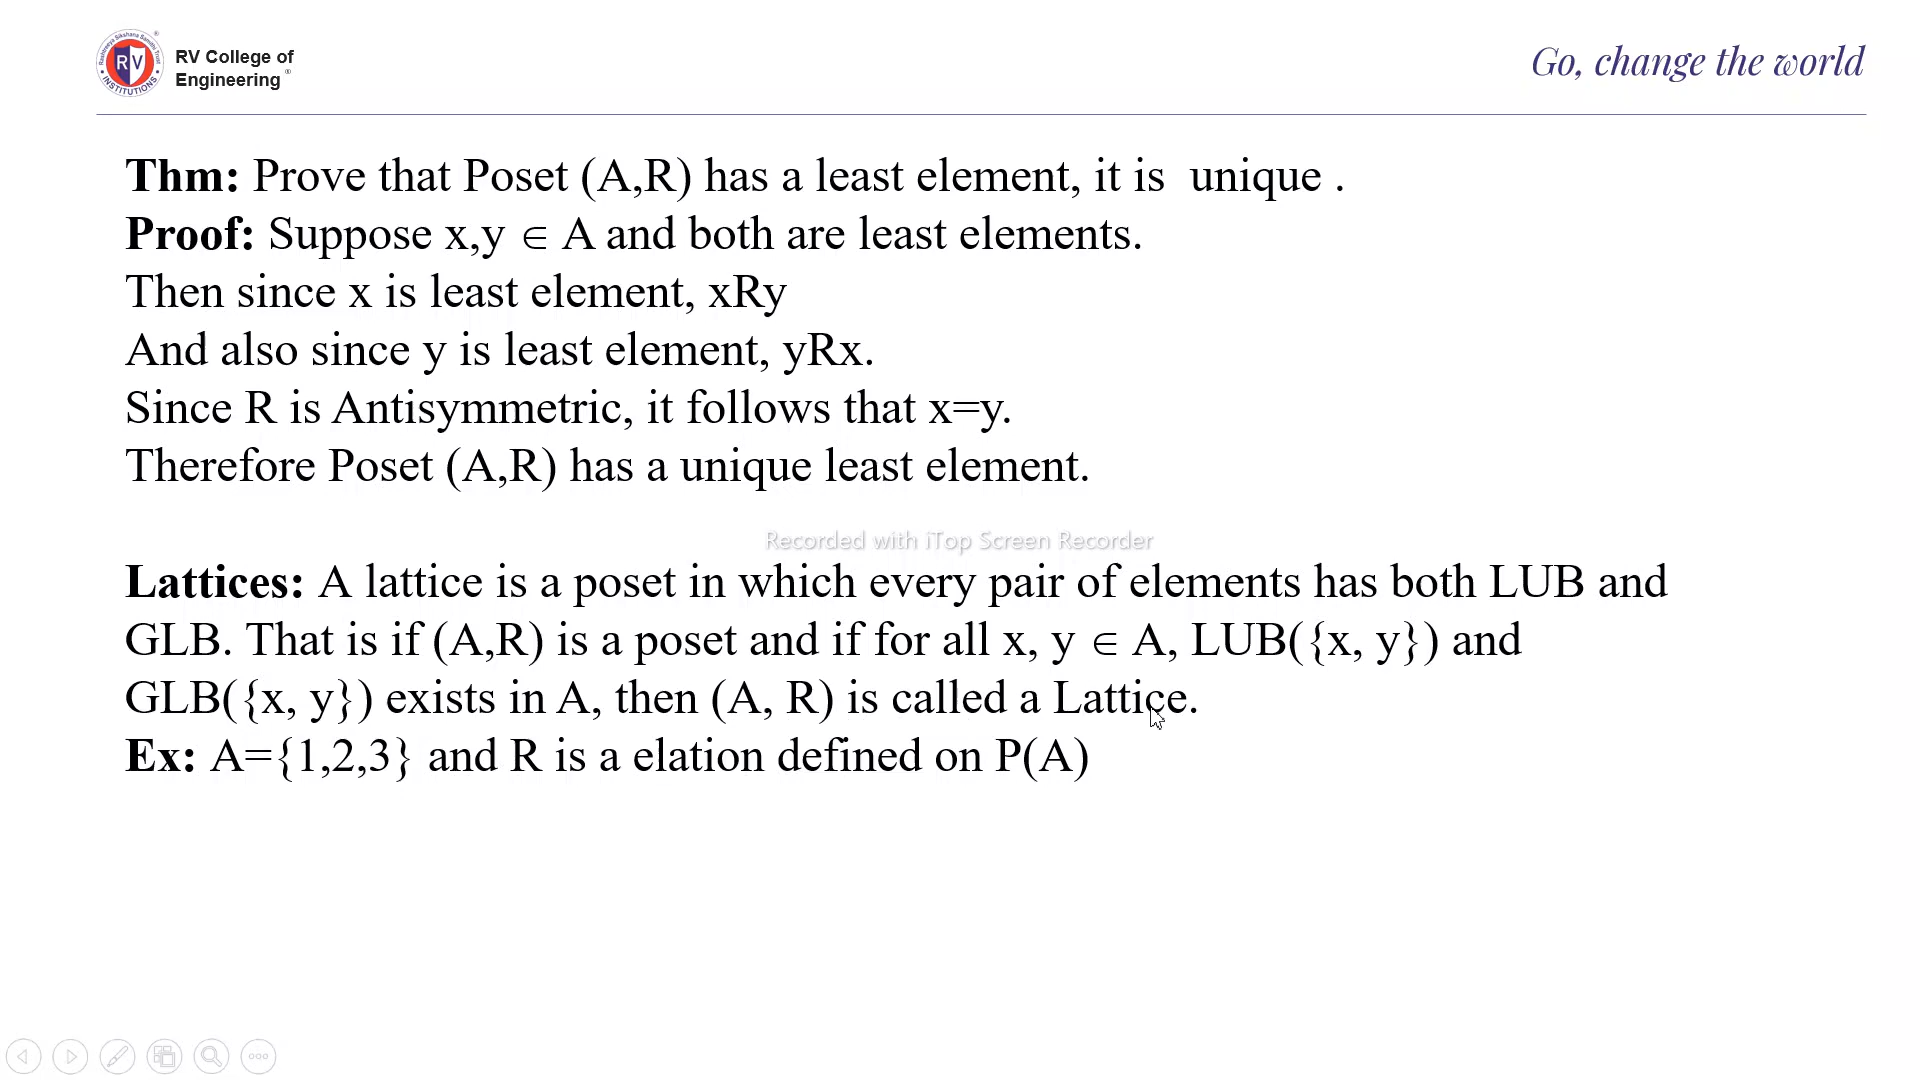 RV College of
Engineering ®
Go, change the world
RV
INSTITUTIONS
Thm: Prove that Poset (A,R) has a least element, it is  unique .
Proof: Suppose x,y ∈ A and both are least elements.
Then since x is least element, xRy
And also since y is least element, yRx.
Since R is Antisymmetric, it follows that x=y.
Therefore Poset (A,R) has a unique least element.
Recorded with iTop Screen Recorder
Lattices: A lattice is a poset in which every pair of elements has both LUB and
GLB. That is if (A,R) is a poset and if for all x, y ∈ A, LUB({x, y}) and
GLB({x, y}) exists in A, then (A, R) is called a Lattice.
Ex: A={1,2,3} and R is a elation defined on P(A)